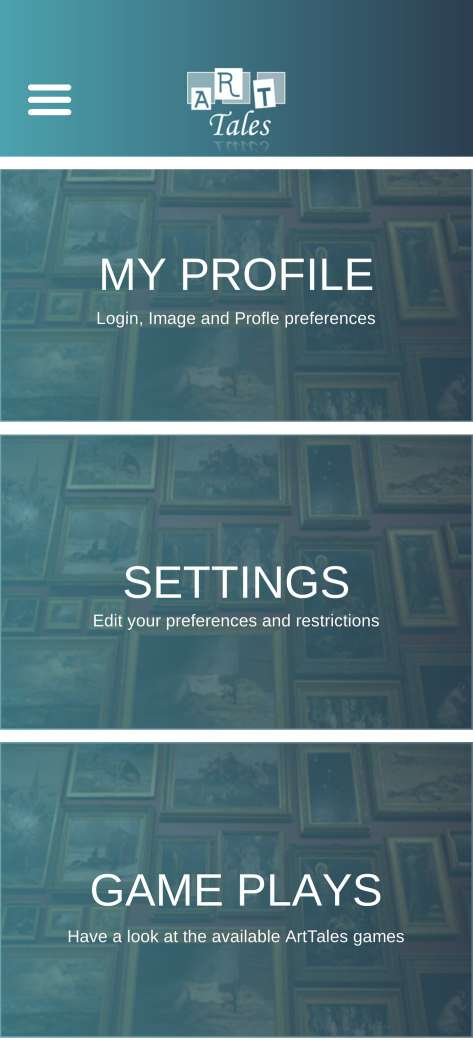 ART
Tales
MY PROFILE
Login, Image and Profle preferences
SETTINGS
Edit your preferences and restrictions
GAME PLAYS
Have a look at the available ArtTales games